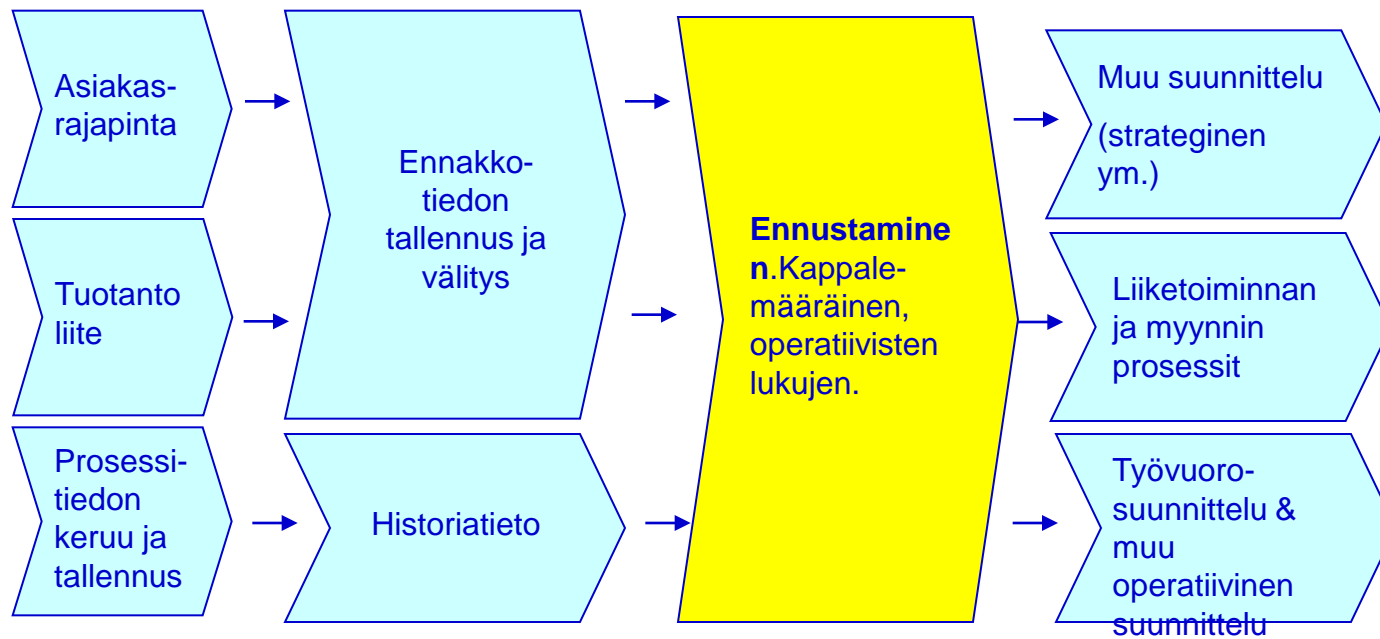 Asiakas-
rajapinta
Tuotanto
liite
Prosessi-
tiedon
keruu ja
tallennus
Ennakko-
tiedon
tallennus ja
välitys
Historiatieto
Ennustamine
n.Kappale-
määräinen,
operatiivisten
lukujen.
Muu suunnittelu
(strateginen
ym.)
Liiketoiminnan
ja myynnin
prosessit
Työvuoro-
suunnittelu &
muu
operatiivinen
suunnittelu